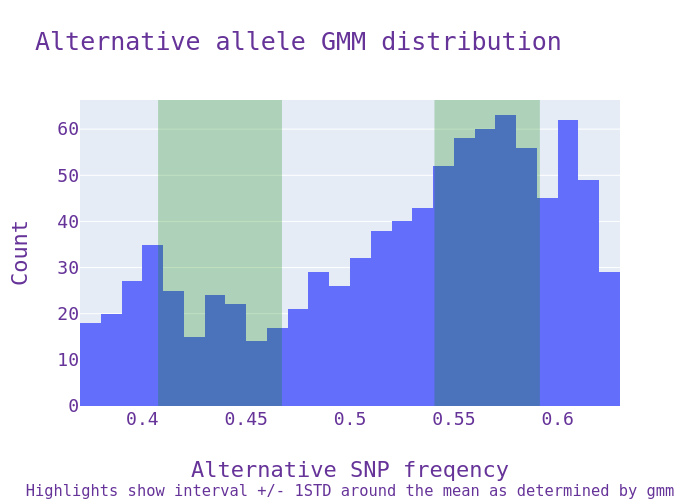 Alternative allele GMM distribution
60
50
40
30
20
10
0
Count
0.4 0.45 0.5 0.55 0.6
Alternative SNP freqency
Highlights show interval +/- 1STD around the mean as determined by gmm